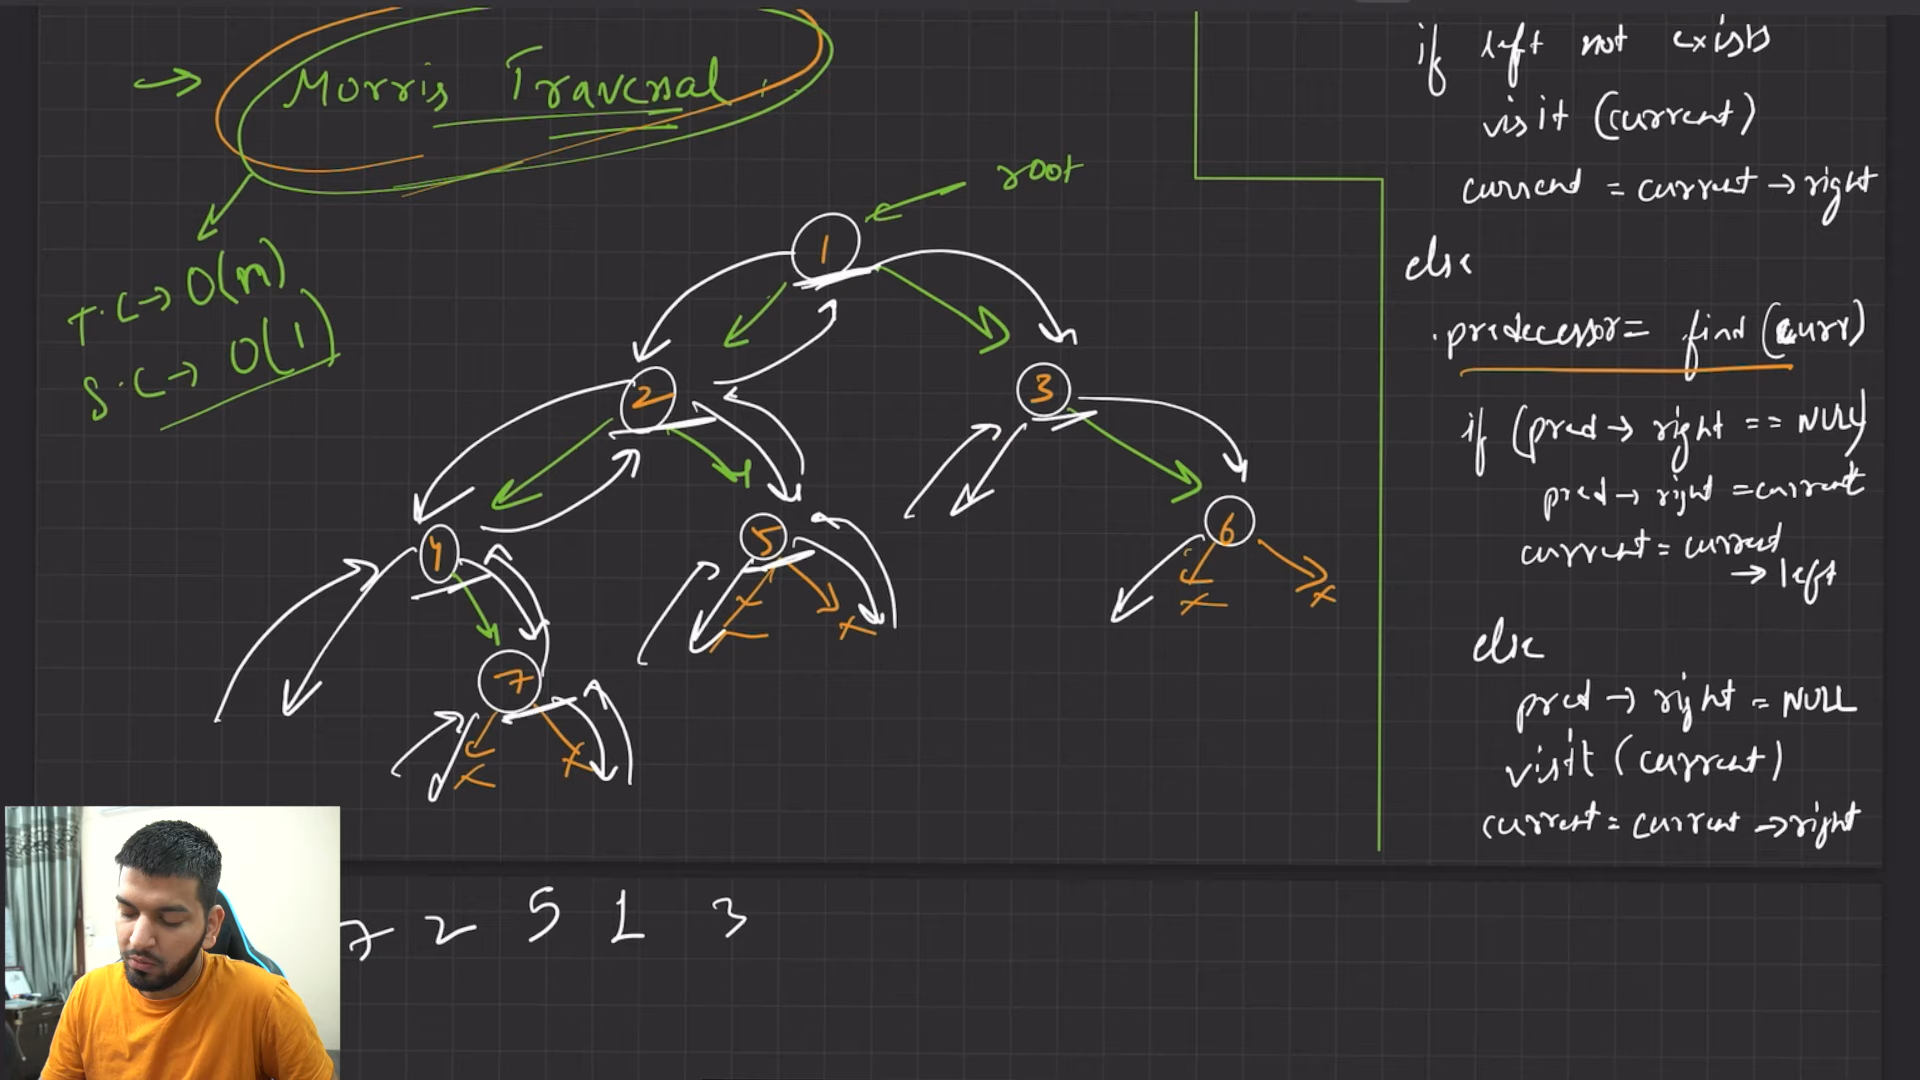 → Morris Traversal
T.C → O(n)
S.C → O(1)
root
1
2
3
4
5
6
7
x
x
x
x
x
x
x
if left not exists
visit (current)
current = current → right
else
predecessor = find (curr)
if (pred → right == NULL)
pred → right = current
current = current
→ left
else
pred → right = NULL
visit (current)
current = current → right
7 2 5 1 3